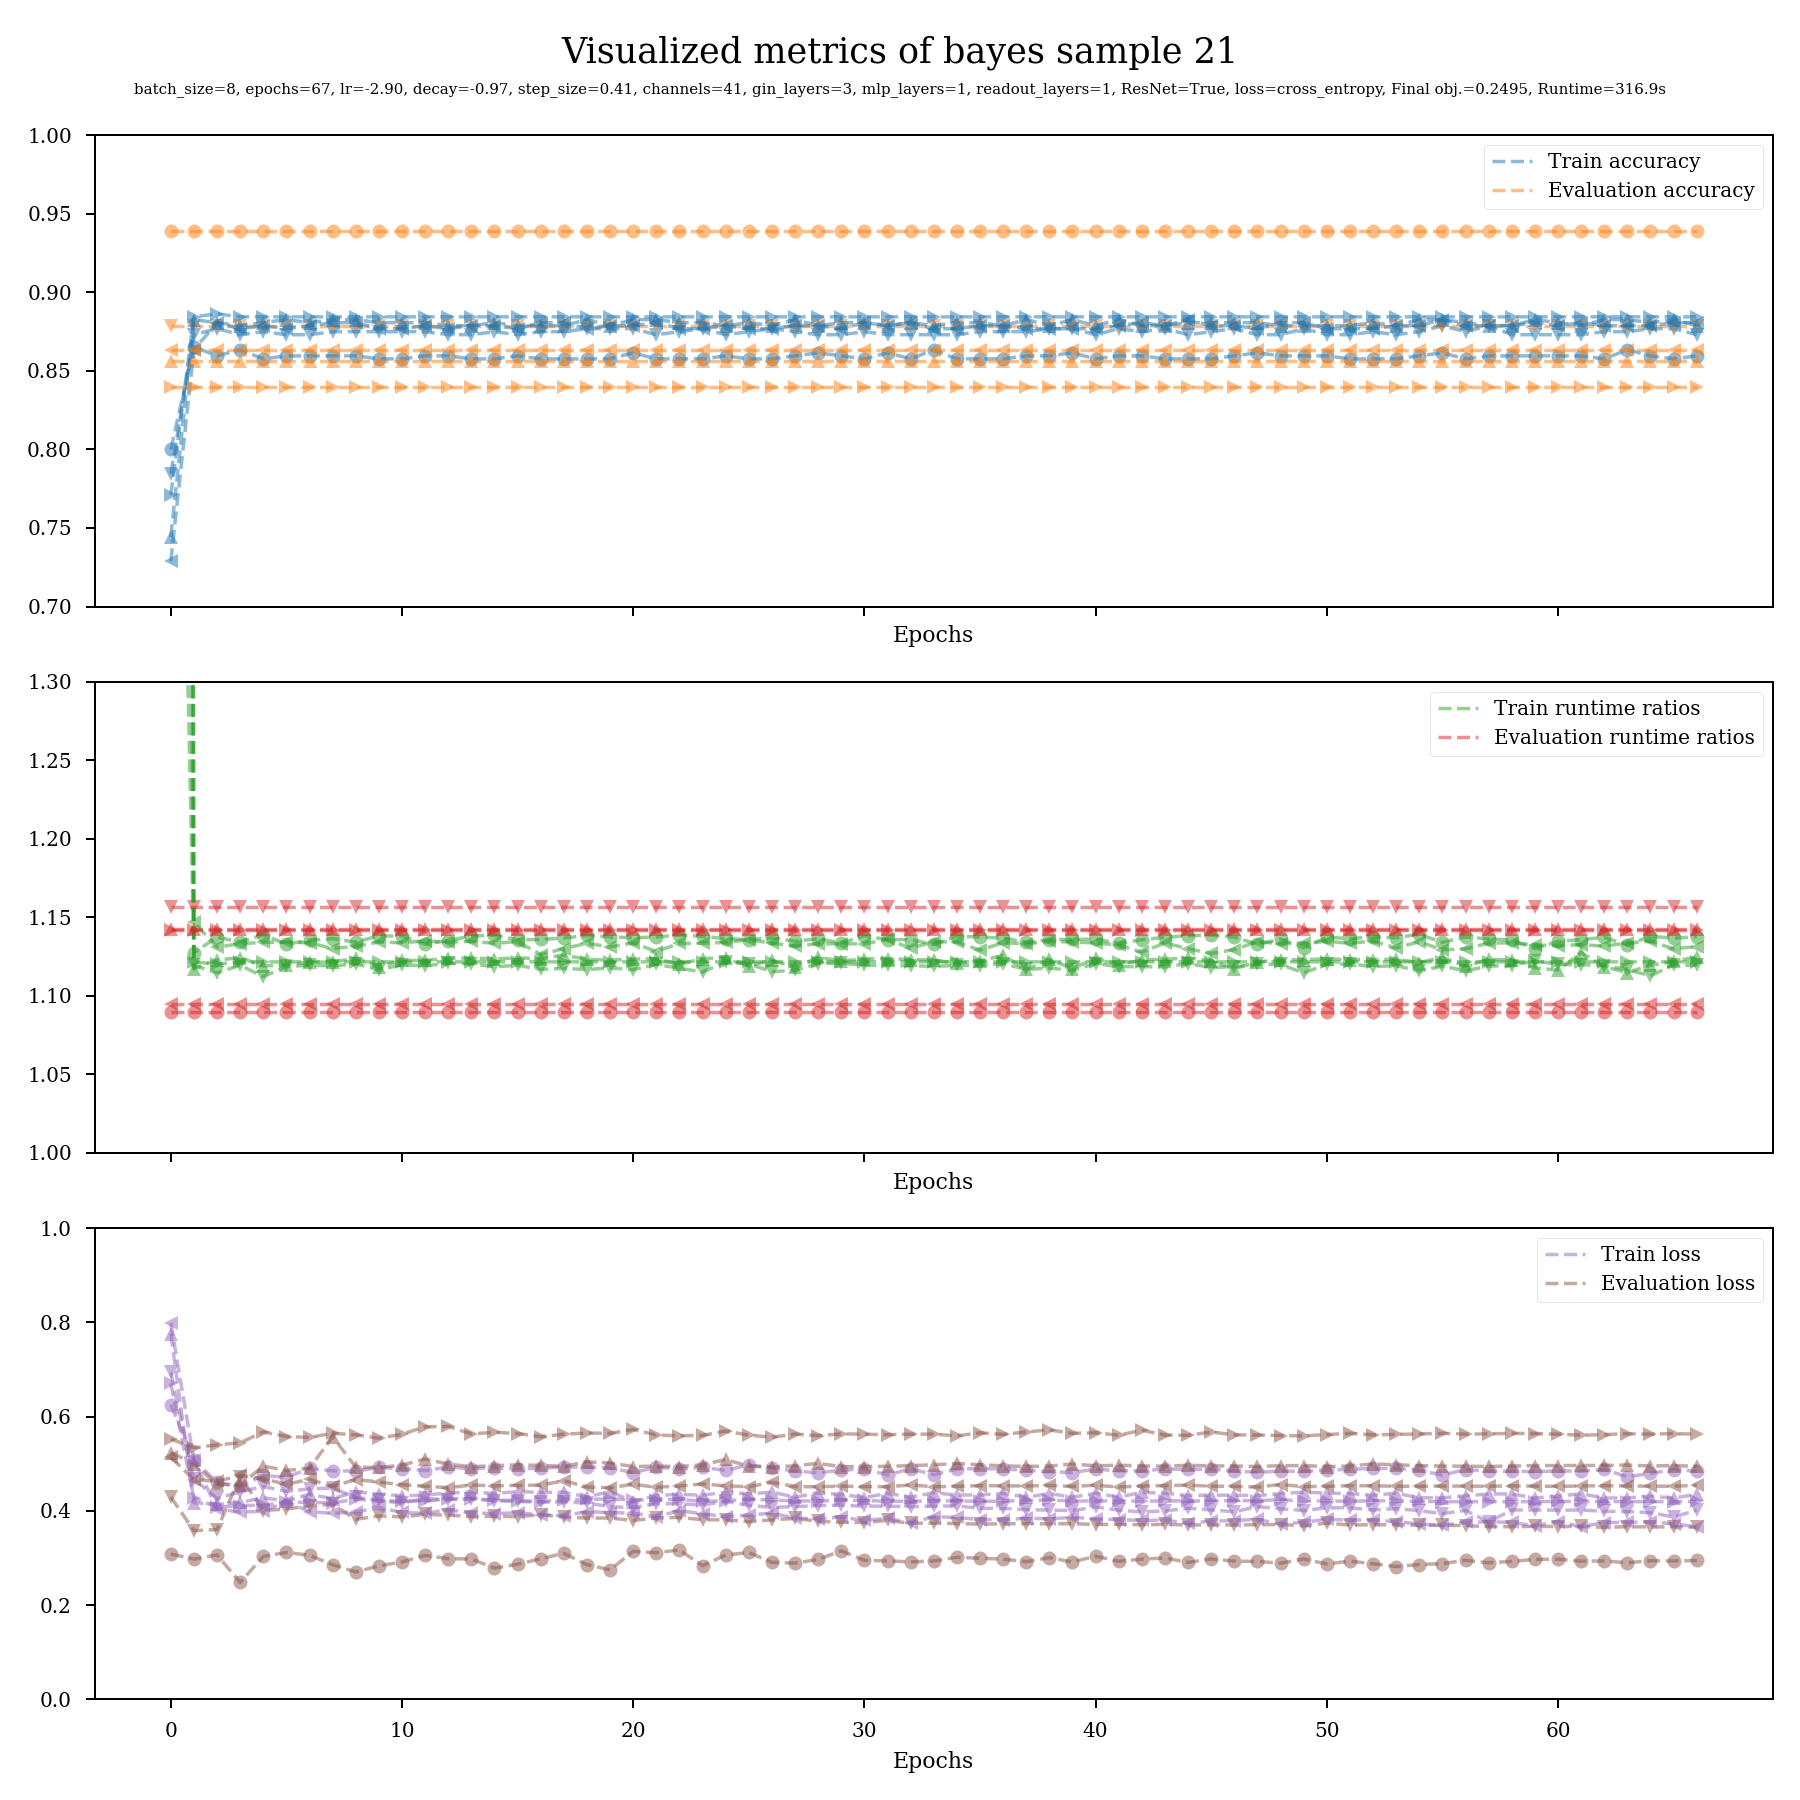 Visualized metrics of bayes sample 21
batch_size=8, epochs=67, lr=-2.90, decay=-0.97, step_size=0.41, channels=41, gin_layers=3, mlp_layers=1, readout_layers=1, ResNet=True, loss=cross_entropy, Final obj.=0.2495, Runtime=316.9s
1.00
0.95
0.90
0.85
0.80
0.75
0.70
Train accuracy
Evaluation accuracy
Epochs
1.30
1.25
1.20
1.15
1.10
1.05
1.00
Train runtime ratios
Evaluation runtime ratios
Epochs
1.0
0.8
0.6
0.4
0.2
0.0
Train loss
Evaluation loss
0 10 20 30 40 50 60
Epochs